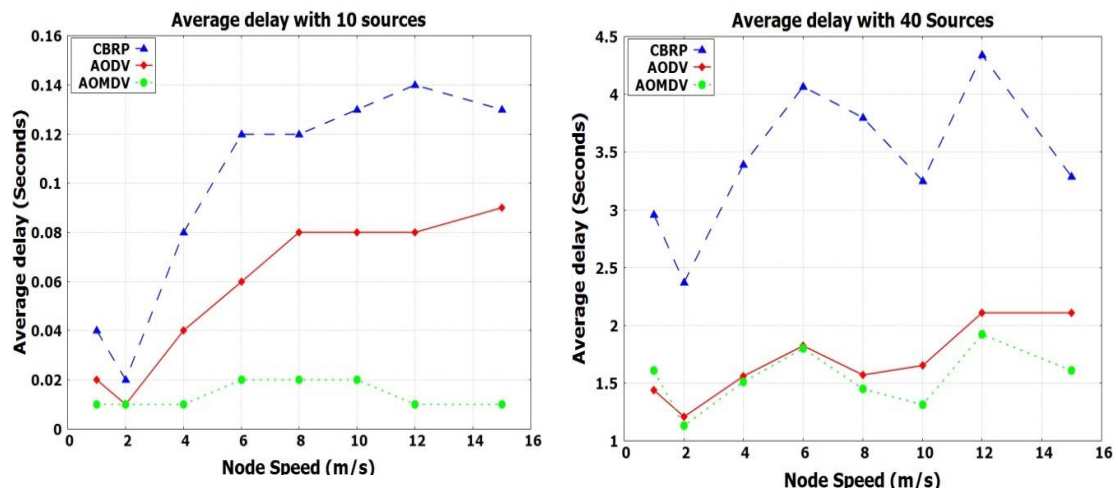 Average delay with 10 sources
0.16
0.14
0.12
0.1
0.08
0.06
0.04
0.02
0
CBRP
AODV
AOMDV
Average delay (Seconds)
0 2 4 6 8 10 12 14 16
Node Speed (m/s)
Average delay with 40 Sources
4.5
4
3.5
3
2.5
2
1.5
1
CBRP
AODV
AOMDV
Average delay (Seconds)
0 2 4 6 8 10 12 14 16
Node Speed (m/s)